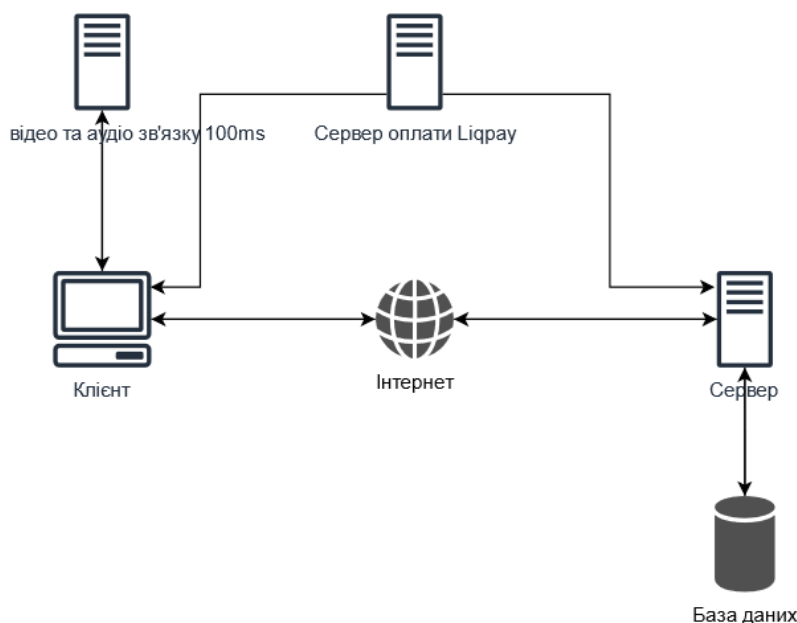 відео та аудіо зв'язку 100ms
Сервер оплати Liqpay
Клієнт
Інтернет
Сервер
База даних